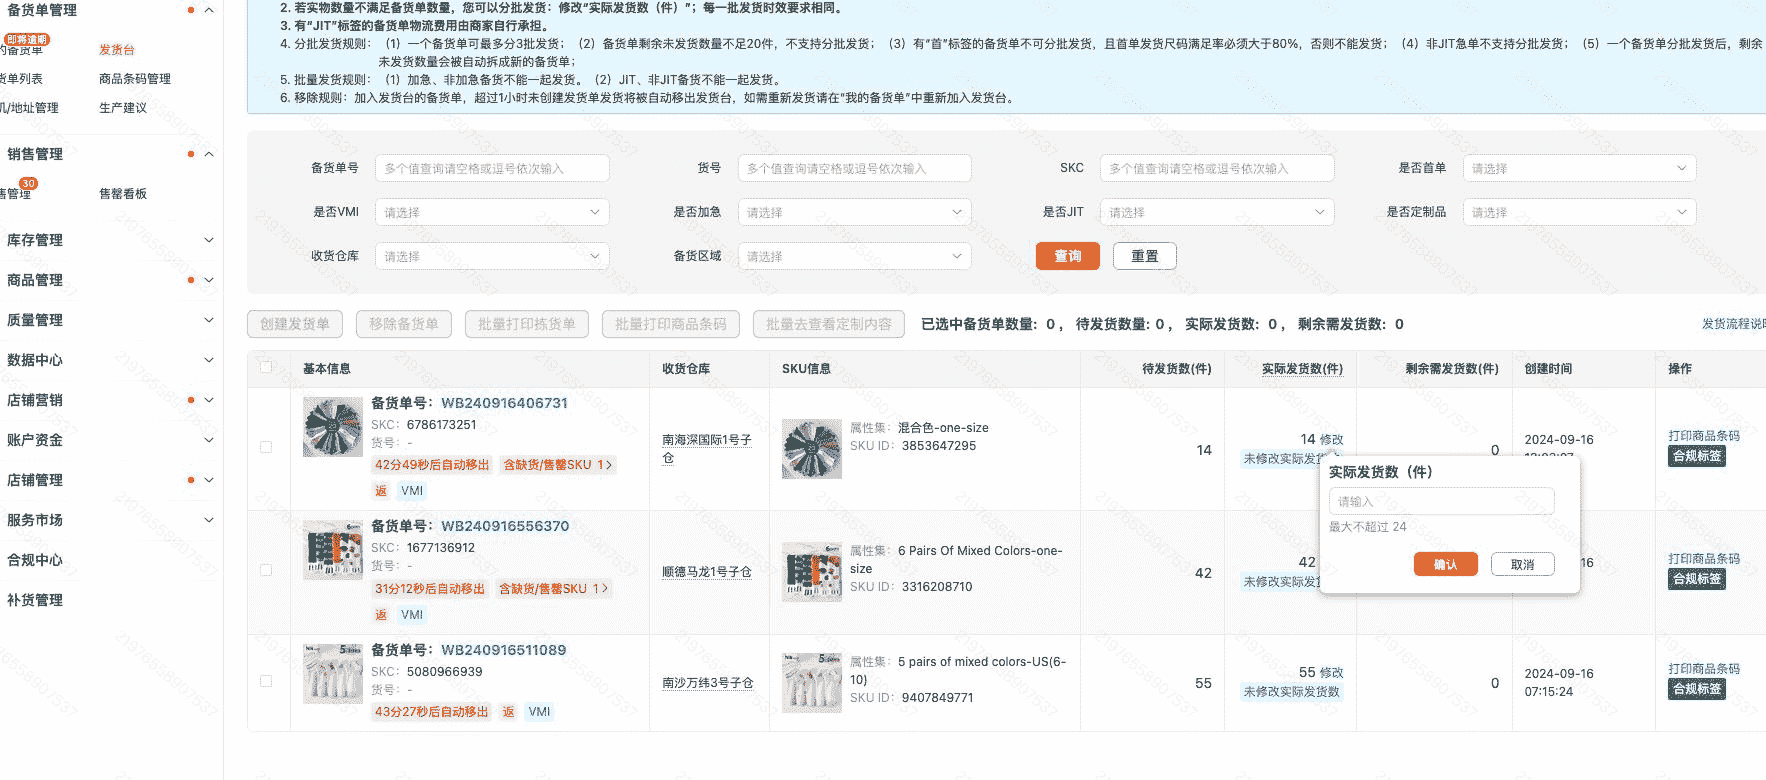 备货单管理
即将逾期
的备货单
发货台
货单列表
商品条码管理
机/地址管理
生产建议
销售管理
30
售管理
售罄看板
库存管理
商品管理
质量管理
数据中心
店铺营销
账户资金
店铺管理
服务市场
合规中心
补货管理
2. 若实物数量不满足备货单数量，您可以分批发货：修改“实际发货数（件）”；每一批发货时效要求相同。
3. 有“JIT”标签的备货单物流费用由商家自行承担。
4. 分批发货规则：（1）一个备货单可最多分3批发货；（2）备货单剩余未发货数量不足20件，不支持分批发货；（3）有“首”标签的备货单不可分批发货，且首单发货尺码满足率必须大于80%，否则不能发货；（4）非JIT急单不支持分批发货；（5）一个备货单分批发货后，剩余
未发货数量会被自动拆成新的备货单；
5. 批量发货规则：（1）加急、非加急备货不能一起发货。（2）JIT、非JIT备货不能一起发货。
6. 移除规则：加入发货台的备货单，超过1小时未创建发货单发货将被自动移出发货台，如需重新发货请在“我的备货单”中重新加入发货台。
备货单号 多个值查询请空格或逗号依次输入 货号 多个值查询请空格或逗号依次输入 SKC 多个值查询请空格或逗号依次输入 是否首单 请选择
是否VMI 请选择 是否加急 请选择 是否JIT 请选择 是否定制品 请选择
收货仓库 请选择 备货区域 请选择 查询 重置
创建发货单 移除备货单 批量打印拣货单 批量打印商品条码 批量去查看定制内容 已选中备货单数量: 0， 待发货数量: 0， 实际发货数: 0， 剩余需发货数: 0 发货流程说明
基本信息 收货仓库 SKU信息 待发货数(件) 实际发货数(件) 剩余需发货数(件) 创建时间 操作
备货单号：WB240916406731
SKC：6786173251
货号：-
42分49秒后自动移出 含缺货/售罄SKU 1 >
返 VMI
南海深国际1号子
仓
属性集：混合色-one-size
SKU ID：3853647295
14
14 修改
未修改实际发货
0
2024-09-16
打印商品条码
合规标签
实际发货数（件）
请输入
最大不超过 24
确认 取消
备货单号：WB240916556370
SKC：1677136912
货号：-
31分12秒后自动移出 含缺货/售罄SKU 1 >
返 VMI
顺德马龙1号子仓
属性集：6 Pairs Of Mixed Colors-one-
size
SKU ID：3316208710
42
42
未修改实际发货
16
打印商品条码
合规标签
备货单号：WB240916511089
SKC：5080966939
货号：-
43分27秒后自动移出 返 VMI
南沙万纬3号子仓
属性集：5 pairs of mixed colors-US(6-
10)
SKU ID：9407849771
55
55 修改
未修改实际发货数
0
2024-09-16
07:15:24
打印商品条码
合规标签